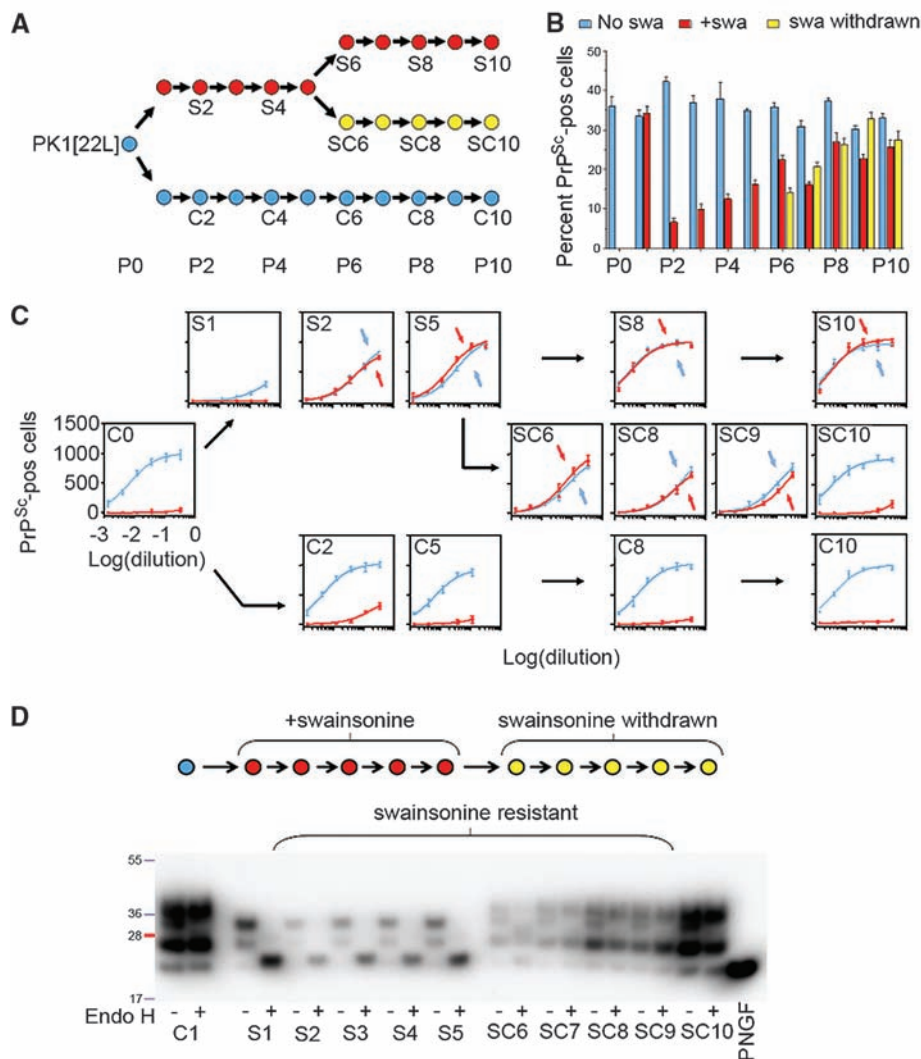 A
S6 S8 S10
S2 S4
PK1[22L]
SC6 SC8 SC10
C2 C4 C6 C8 C10
P0 P2 P4 P6 P8 P10
B
No swa +swa swa withdrawn
Percent PrPSc-pos cells
50
40
30
20
10
0
P0 P2 P4 P6 P8 P10
C
S1 S2 S5 S8 S10
C0 SC6 SC8 SC9 SC10
C2 C5 C8 C10
PrPSc-pos cells
1500
1000
500
0
-3 -2 -1 0
Log(dilution)
Log(dilution)
D
+swainsonine swainsonine withdrawn
swainsonine resistant
55
36
28
17
Endo H - + - + - + - + - + - + - + - + - + - + - +
C1 S1 S2 S3 S4 S5 SC6 SC7 SC8 SC9 SC10 PNGF